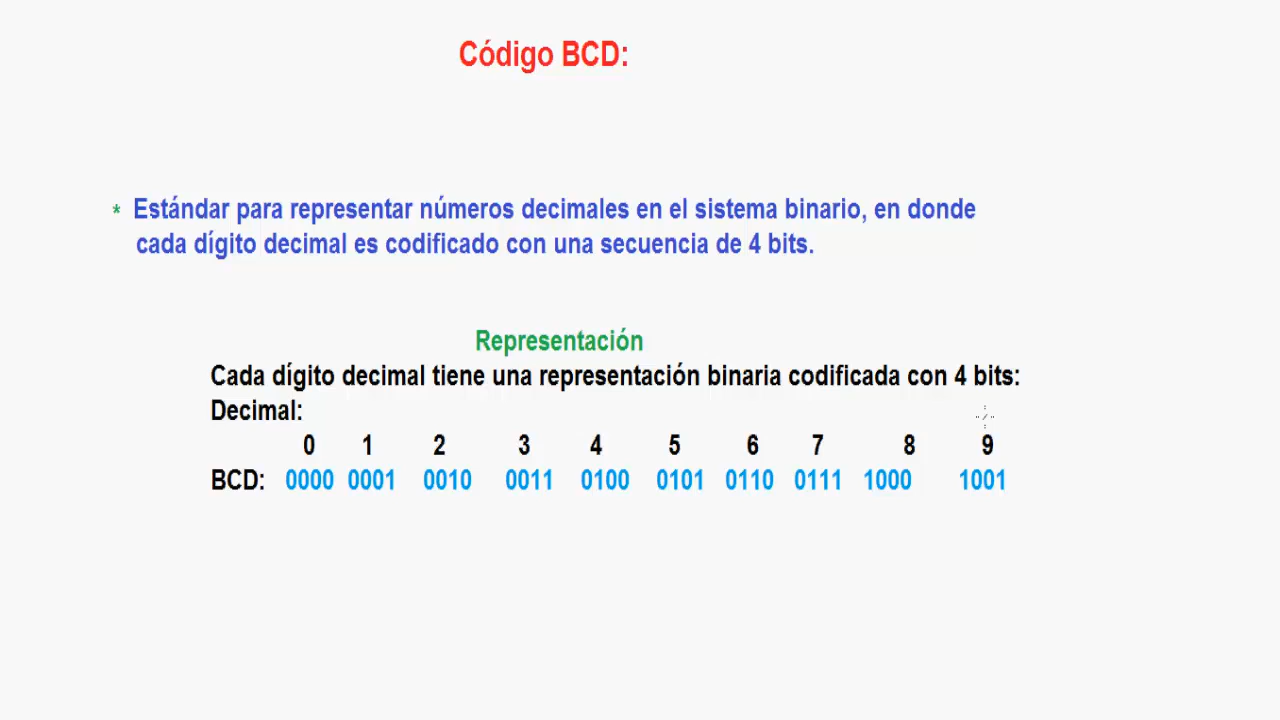 Código BCD:
* Estándar para representar números decimales en el sistema binario, en donde
cada dígito decimal es codificado con una secuencia de 4 bits.
Representación
Cada dígito decimal tiene una representación binaria codificada con 4 bits:
Decimal:
0 1 2 3 4 5 6 7 8 9
BCD: 0000 0001 0010 0011 0100 0101 0110 0111 1000 1001